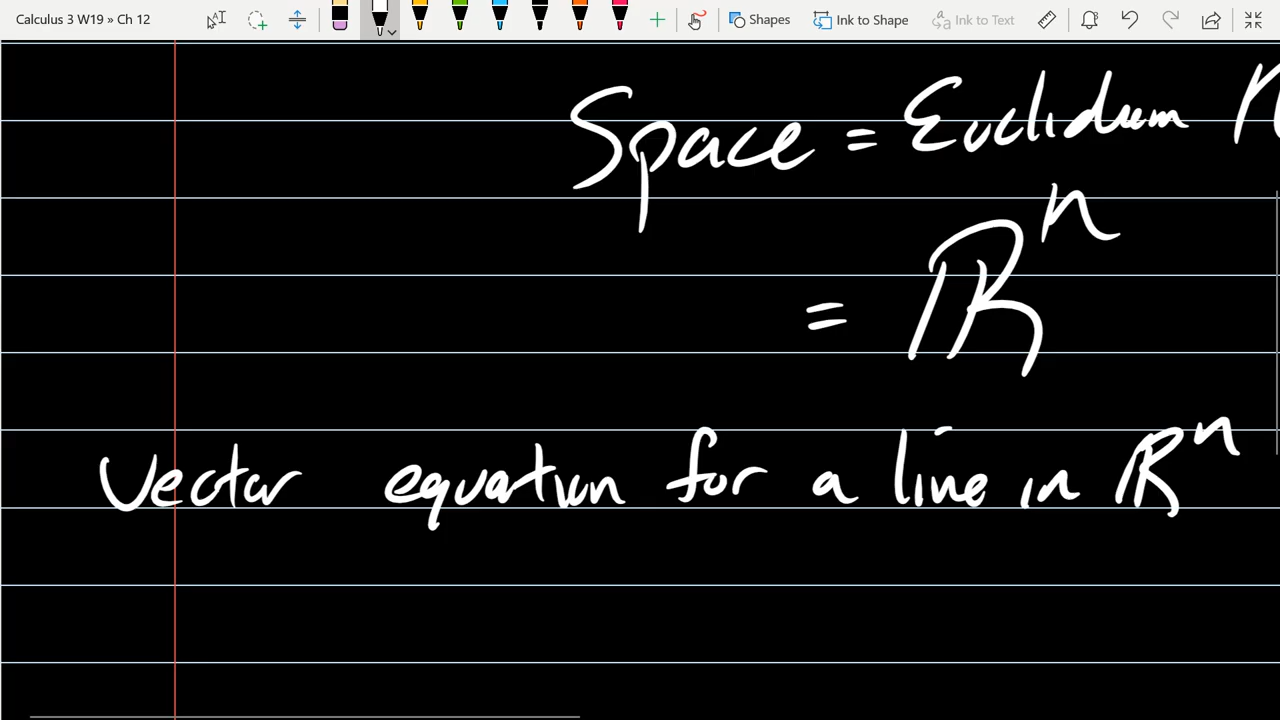 Calculus 3 W19 » Ch 12
Shapes
Ink to Shape
Ink to Text
Space = Euclidean
= ℝⁿ
Vector equation for a line in ℝⁿ